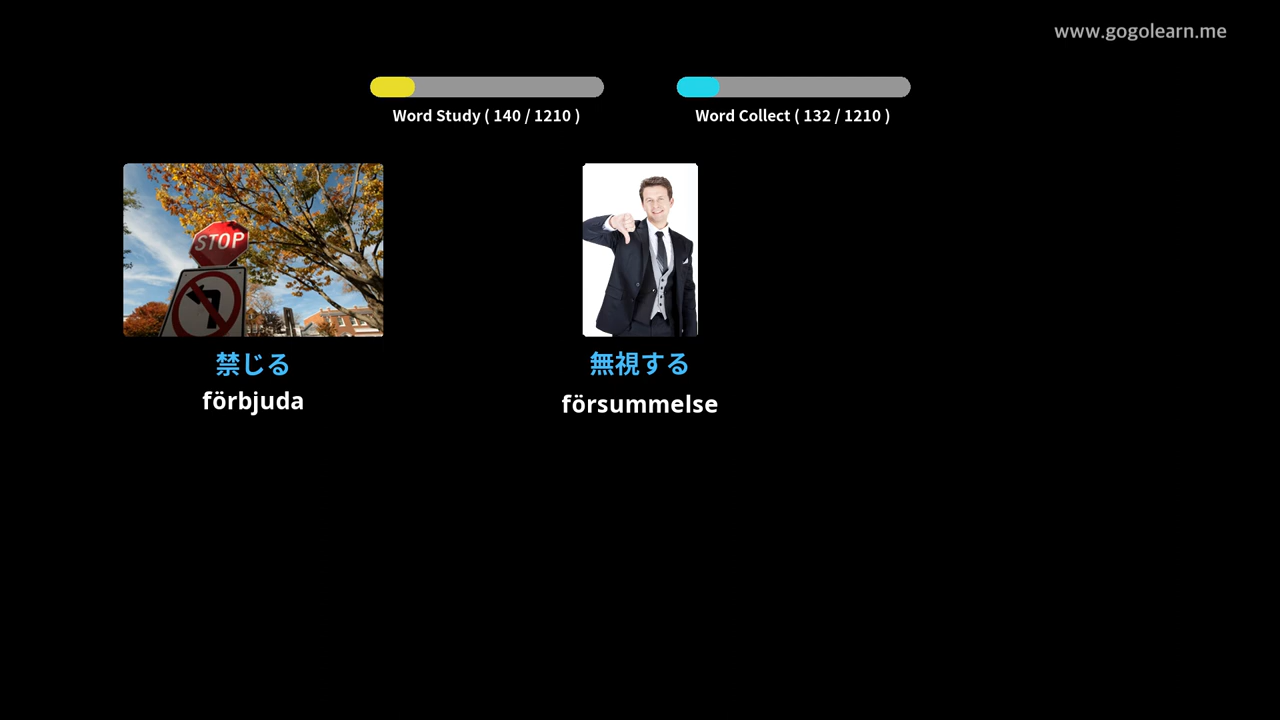 www.gogolearn.me
Word Study ( 140 / 1210 )
Word Collect ( 132 / 1210 )
STOP
禁じる
förbjuda
無視する
försummelse